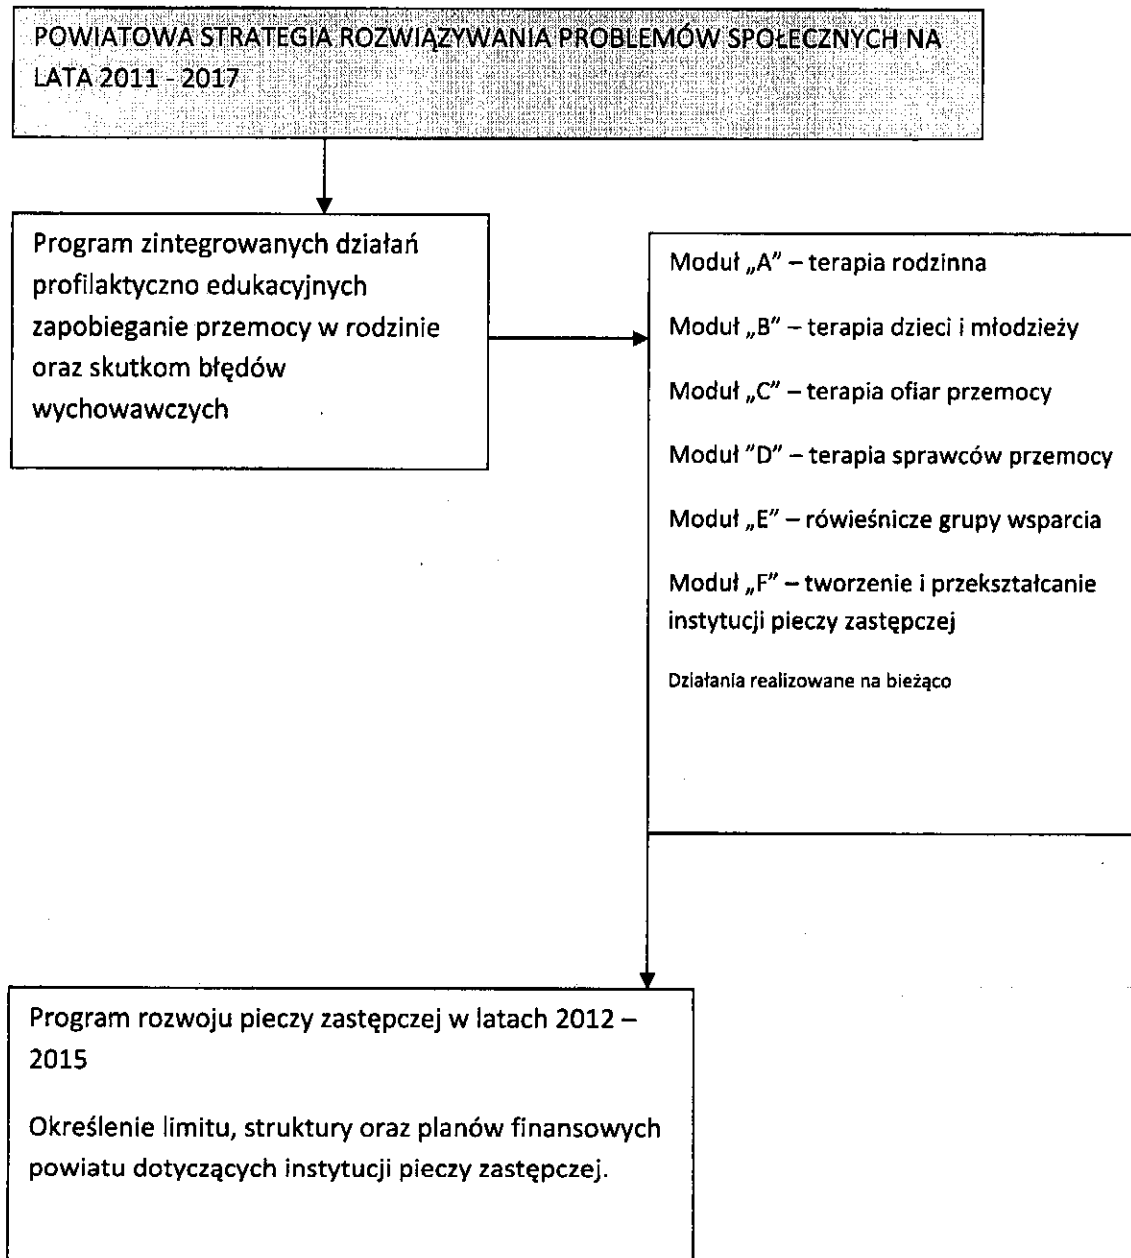 POWIATOWA STRATEGIA ROZWIĄZYWANIA PROBLEMÓW SPOŁECZNYCH NA
LATA 2011 - 2017
Program zintegrowanych działań
profilaktyczno edukacyjnych
zapobieganie przemocy w rodzinie
oraz skutkom błędów
wychowawczych
Moduł „A” – terapia rodzinna
Moduł „B” – terapia dzieci i młodzieży
Moduł „C” – terapia ofiar przemocy
Moduł "D” – terapia sprawców przemocy
Moduł „E” – rówieśnicze grupy wsparcia
Moduł „F” – tworzenie i przekształcanie
instytucji pieczy zastępczej
Działania realizowane na bieżąco
Program rozwoju pieczy zastępczej w latach 2012 –
2015
Określenie limitu, struktury oraz planów finansowych
powiatu dotyczących instytucji pieczy zastępczej.